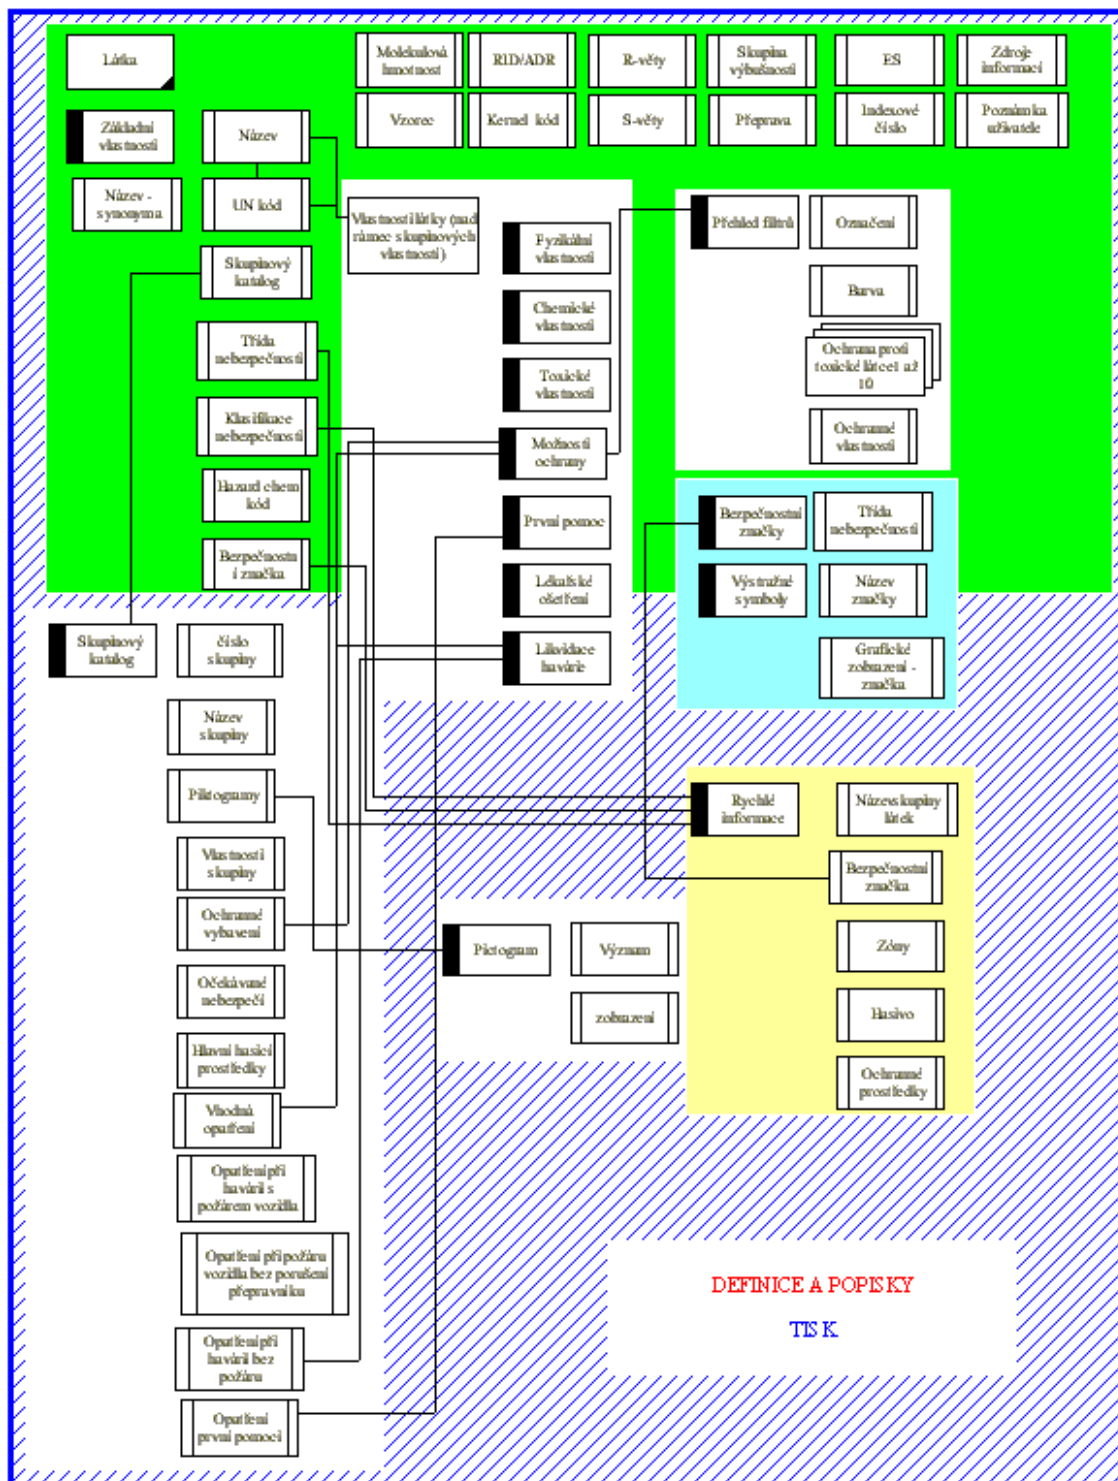 Látka
Molekulová
hmotnost
RID/ADR
R-věty
Skupina
výbušnosti
ES
Zdroje
informací
Vzorec
Kemel kód
S-věty
Přeprava
Indexové
číslo
Poznámka
uživatele
Základní
vlastnosti
Název
Název -
synonyma
UN kód
Vlastnosti látky (nad
rámec skupinových
vlastností)
Skupinový
katalog
Třída
nebezpečnosti
Klasifikace
nebezpečnosti
Hazard chem
kód
Bezpečnostn
í značka
Fyzikální
vlastnosti
Chemické
vlastnosti
Toxické
vlastnosti
Možnosti
ochrany
První pomoc
Lékařské
ošetření
Likvidace
havárie
Přehled filtrů
Označení
Barva
Ochrana proti
toxické látce1 až
10
Ochranné
vlastnosti
Bezpečnostní
značky
Třída
nebezpečnosti
Výstražné
symboly
Název
značky
Grafické
zobrazení -
značka
Skupinový
katalog
číslo
skupiny
Název
skupiny
Piktogramy
Vlastnosti
skupiny
Ochranné
vybavení
Očekávané
nebezpečí
Hlavní hasicí
prostředky
Vhodná
opatření
Opatření při
havárii s
požárem vozidla
Opatření při požáru
vozidla bez porušení
přepravníku
Opatření při
havárii bez
požáru
Opatření
první pomoci
Pictogram
Význam
zobrazení
Rychlé
informace
Název skupiny
látek
Bezpečnostní
značka
Zóny
Hasivo
Ochranné
prostředky
DEFINICE A POPISKY
TISK